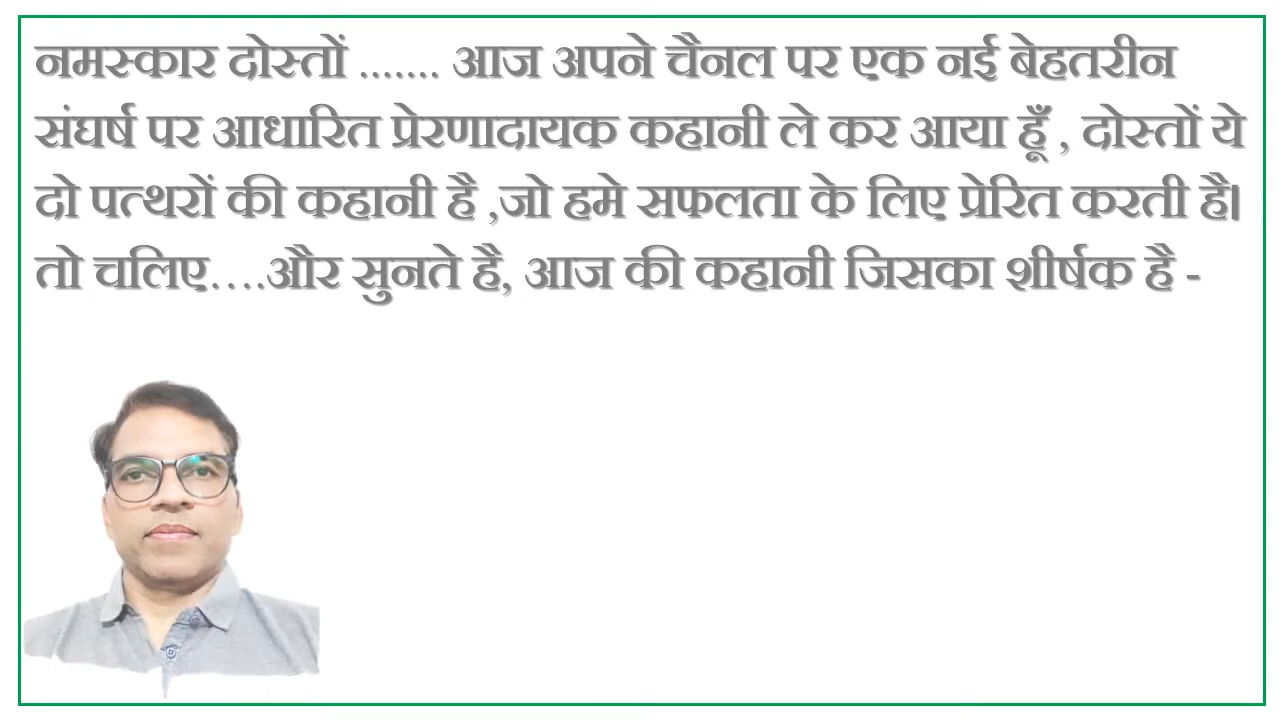 नमस्कार दोस्तों ....... आज अपने चैनल पर एक नई बेहतरीन
संघर्ष पर आधारित प्रेरणादायक कहानी ले कर आया हूँ , दोस्तों ये
दो पत्थरों की कहानी है ,जो हमे सफलता के लिए प्रेरित करती है।
तो चलिए....और सुनते हैं, आज की कहानी जिसका शीर्षक है -